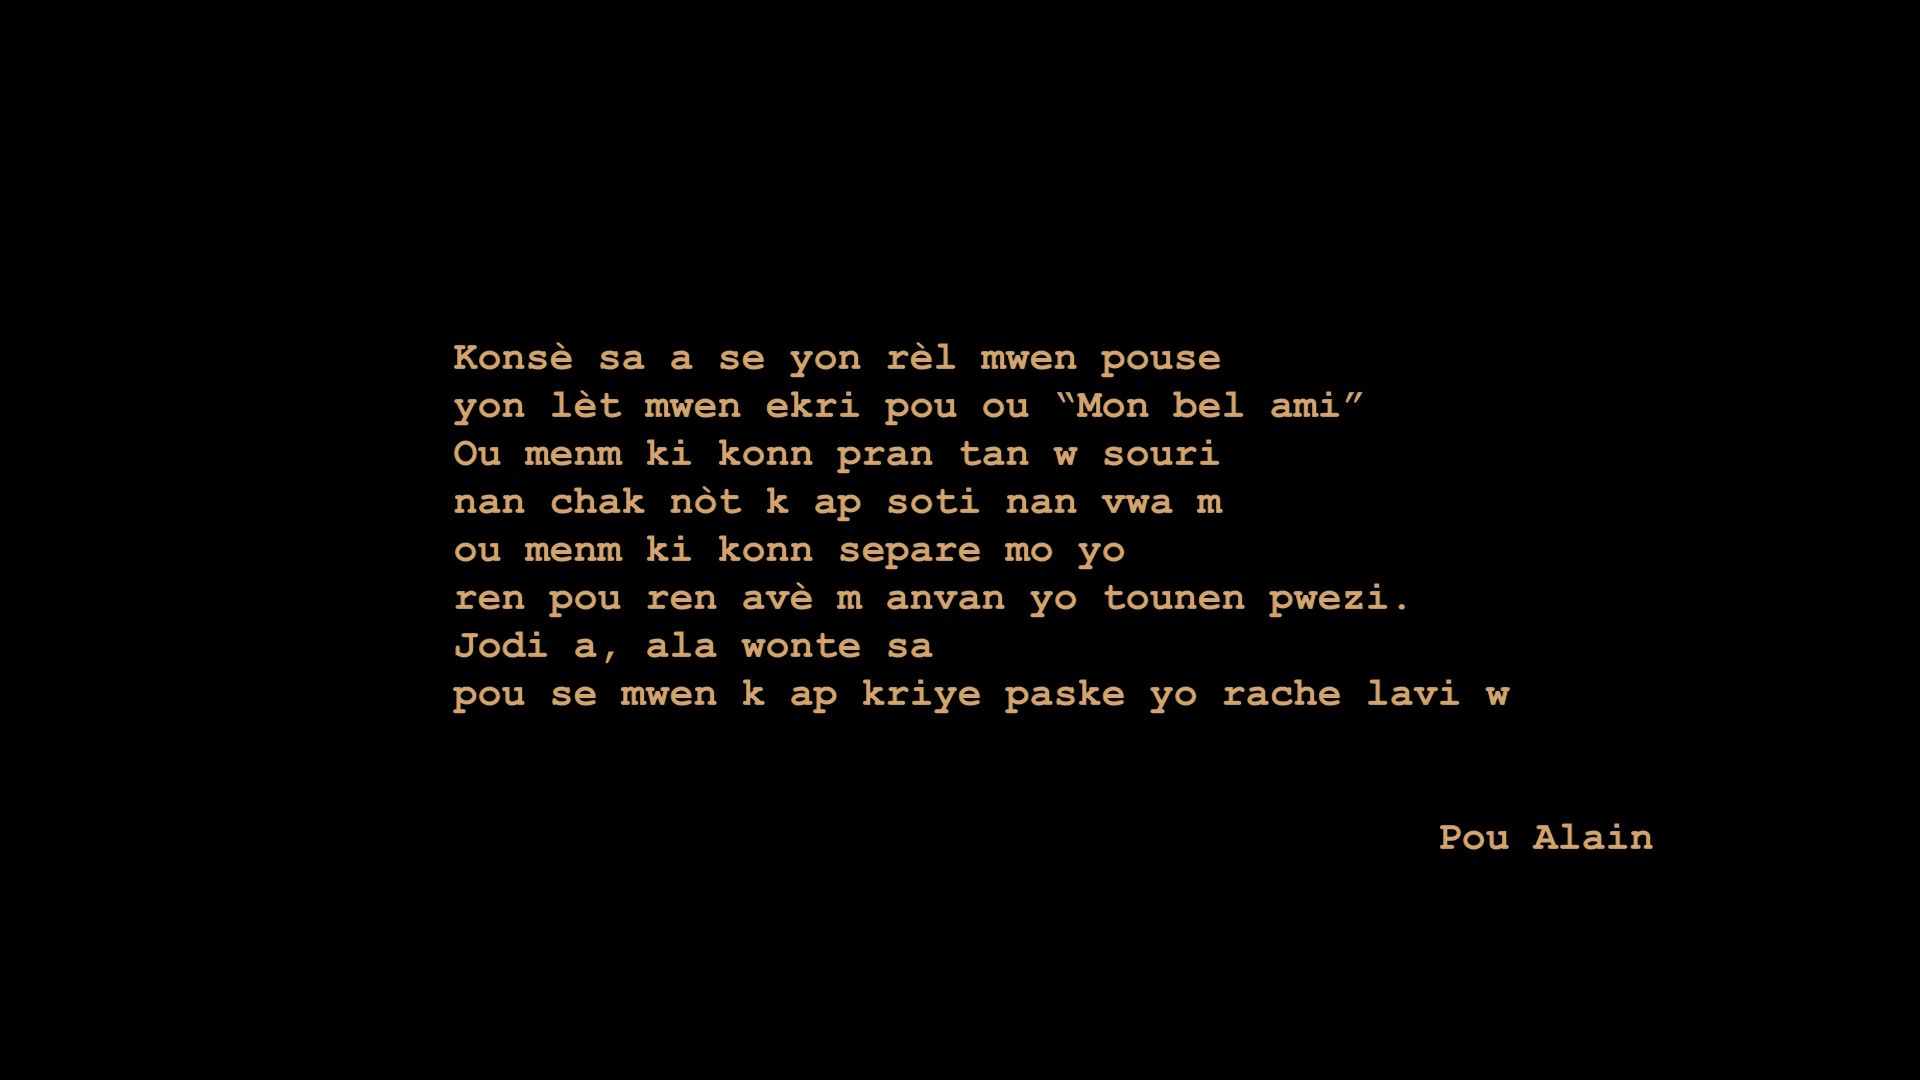 Konsè sa a se yon rèl mwen pouse
yon lèt mwen ekri pou ou “Mon bel ami”
Ou menm ki konn pran tan w souri
nan chak nòt k ap soti nan vwa m
ou menm ki konn separe mo yo
ren pou ren avè m anvan yo tounen pwezi.
Jodi a, ala wonte sa
pou se mwen k ap kriye paske yo rache lavi w
Pou Alain